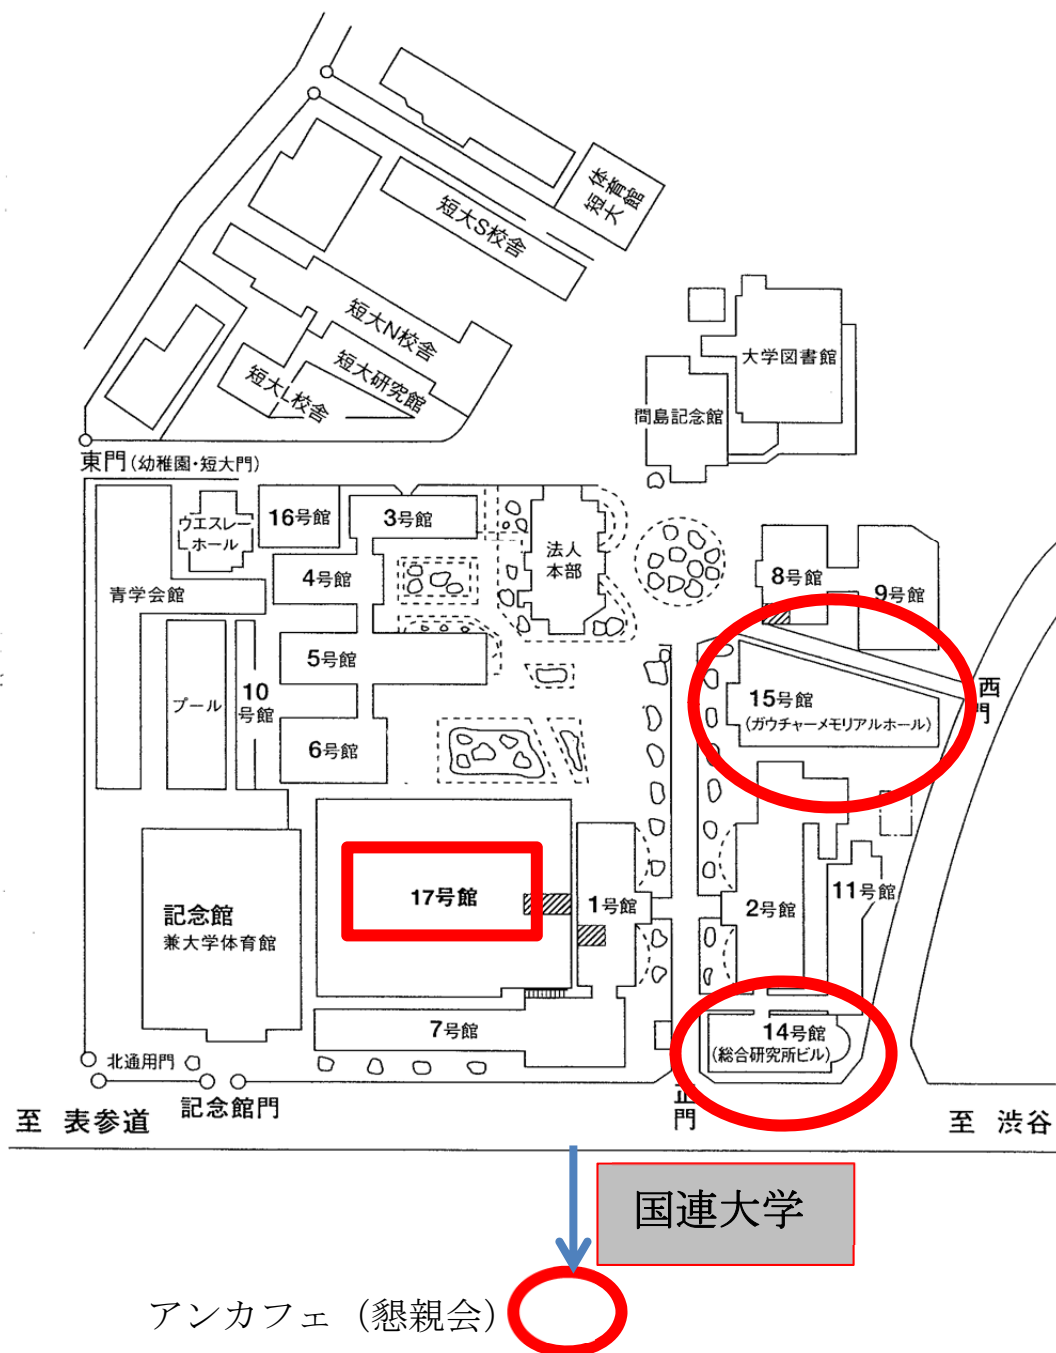 体育館
短大
短大S校舎
短大N校舎
短大研究館
短大L校舎
大学図書館
間島記念館
東門(幼稚園・短大門)
ウエスレー
ホール
16号館
3号館
法人
本部
4号館
8号館
9号館
青学会館
5号館
プール
10
号館
6号館
15号館
(ガウチャーメモリアルホール)
西
門
17号館
1号館
2号館
11号館
記念館
兼大学体育館
7号館
14号館
(総合研究所ビル)
北通用門
記念館門
正
門
至 表参道
至 渋谷
国連大学
アンカフェ（懇親会）